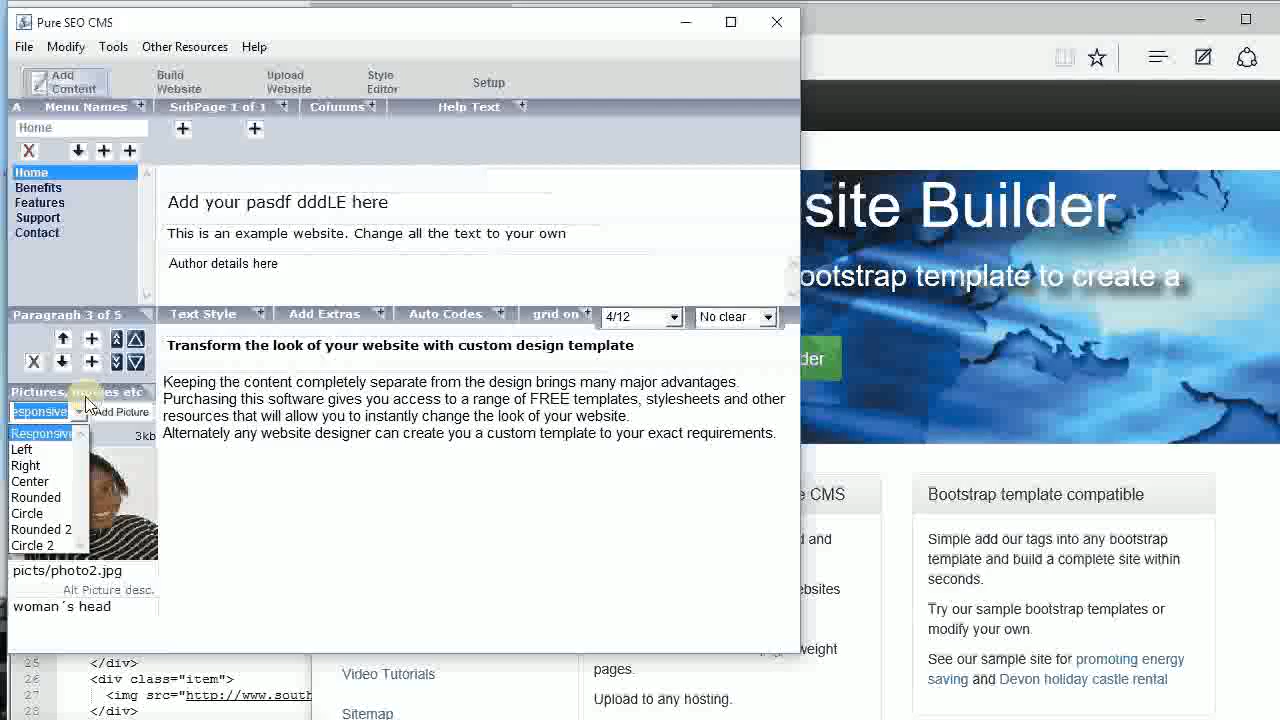 Pure SEO CMS
File Modify Tools Other Resources Help
Add Content
Build Website
Upload Website
Style Editor
Setup
A Menu Names SubPage 1 of 1 Columns Help Text
Home
X
Home
Benefits
Features
Support
Contact
Add your pasdf dddLE here
This is an example website. Change all the text to your own
Author details here
Paragraph 3 of 5 Text Style Add Extras Auto Codes grid on 4/12 No clear
X
Transform the look of your website with custom design template
Keeping the content completely separate from the design brings many major advantages.
Purchasing this software gives you access to a range of FREE templates, stylesheets and other
resources that will allow you to instantly change the look of your website.
Alternately any website designer can create you a custom template to your exact requirements.
Pictures, movies etc
esponsive Add Picture
Responsive
3kb
Left
Right
Center
Rounded
Circle
Rounded 2
Circle 2
picts/photo2.jpg
Alt Picture desc.
woman´s head
site Builder
ootstrap template to create a
der
e CMS
d and
ebsites
weight
pages.
Upload to any hosting.
Bootstrap template compatible
Simple add our tags into any bootstrap
template and build a complete site within
seconds.
Try our sample bootstrap templates or
modify your own.
See our sample site for promoting energy
saving and Devon holiday castle rental
25 </div>
26 <div class="item">
27 <img src="http://www.sout
28 </div>
Video Tutorials
Sitemap